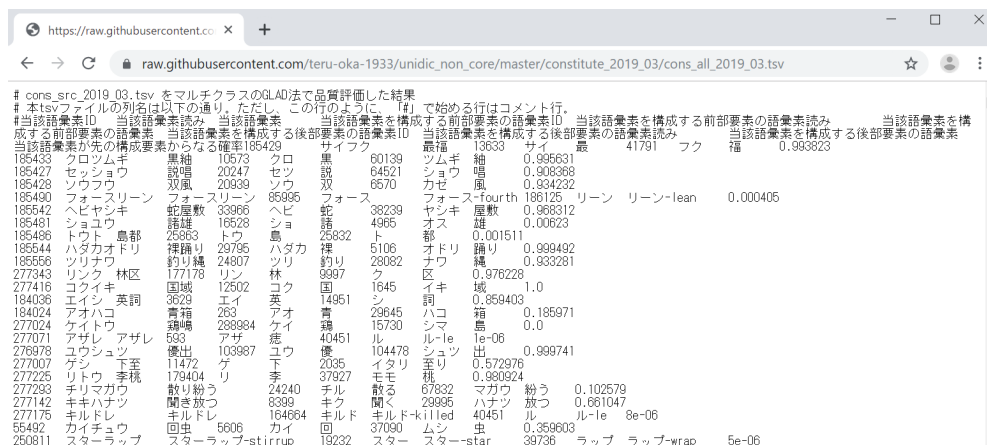 https://raw.githubusercontent.co
raw.githubusercontent.com/teru-oka-1933/unidic_non_core/master/constitute_2019_03/cons_all_2019_03.tsv
# cons_src_2019_03.tsv をマルチクラスのGLAD法で品質評価した結果
# 本tsvファイルの列名は以下の通り。ただし、この行のように、「#」で始める行はコメント行。
#当該語彙素ID 当該語彙素読み 当該語彙素 当該語彙素を構成する前部要素の語彙素ID 当該語彙素を構成する前部要素の語彙素読み 当該語彙素を構
成する前部要素の語彙素 当該語彙素を構成する後部要素の語彙素ID 当該語彙素を構成する後部要素の語彙素読み 当該語彙素を構成する後部要素の語彙素
当該語彙素が先の構成要素からなる確率185429 サイフク 最福 13633 サイ 最 41791 フク 福 0.993823
185433 クロツムギ 黒紬 10573 クロ 黒 60139 ツムギ 紬 0.995631
185427 セッショウ 説唱 20247 セツ 説 64521 ショウ 唱 0.908368
185428 ソウフウ 双風 20939 ソウ 双 6570 カゼ 風 0.934232
185490 フォースリーン フォースリーン 85995 フォース フォース-fourth 186125 リーン リーン-lean 0.000405
185542 ヘビヤシキ 蛇屋敷 33966 ヘビ 蛇 38239 ヤシキ 屋敷 0.968312
185481 ショユウ 諸雄 16528 ショ 諸 4965 オス 雄 0.00623
185486 トウト 島都 25863 トウ 島 25832 ト 都 0.001511
185544 ハダカオドリ 裸踊り 29795 ハダカ 裸 5106 オドリ 踊り 0.999492
185556 ツリナワ 釣り縄 24807 ツリ 釣り 28082 ナワ 縄 0.933281
277343 リンク 林区 177178 リン 林 9997 ク 区 0.976228
277416 コクイキ 国域 12502 コク 国 1645 イキ 域 1.0
184036 エイシ 英詞 3629 エイ 英 14951 シ 詞 0.859403
184024 アオハコ 青箱 263 アオ 青 29645 ハコ 箱 0.185971
277024 ケイトウ 鶏嶋 288984 ケイ 鶏 15730 シマ 島 0.0
277071 アザレ アザレ 593 アザ 痣 40451 ル ル-le 1e-06
276978 ユウシュツ 優出 103987 ユウ 優 104478 シュツ 出 0.999741
277007 ゲシ 下至 11472 ゲ 下 2035 イタリ 至り 0.572976
277225 リトウ 李桃 179404 リ 李 37927 モモ 桃 0.980924
277293 チリマガウ 散り紛う 24240 チル 散る 67832 マガウ 紛う 0.102579
277142 キキハナツ 聞き放つ 8399 キク 聞く 29995 ハナツ 放つ 0.661047
277175 キルドレ キルドレ 164664 キルド キルド-killed 40451 ル ル-le 8e-06
55492 カイチュウ 回虫 5606 カイ 回 37090 ムシ 虫 0.359603
250811 スターラップ スターラップ-stirrup 19232 スター スター-star 39736 ラップ ラップ-wrap 5e-06